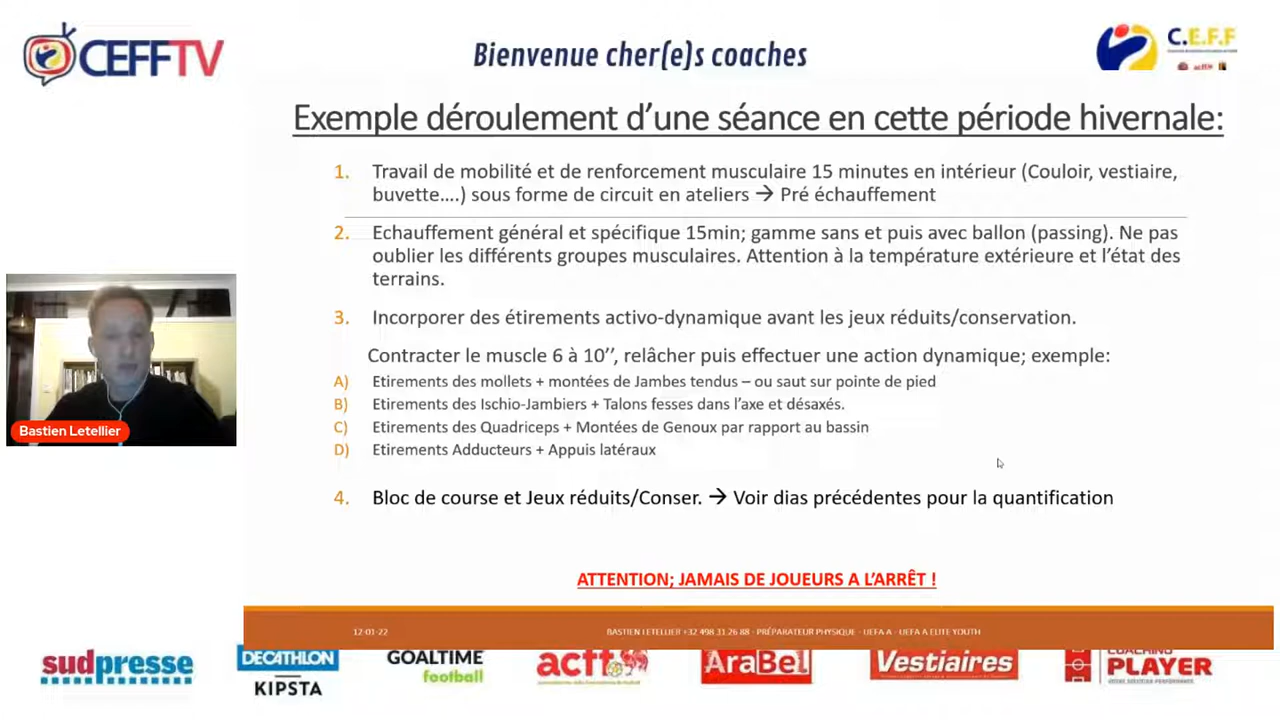 CEFFTV
Bienvenue cher(e)s coaches
C.E.F.F
Exemple déroulement d’une séance en cette période hivernale:
1. Travail de mobilité et de renforcement musculaire 15 minutes en intérieur (Couloir, vestiaire,
buvette….) sous forme de circuit en ateliers → Pré échauffement
2. Echauffement général et spécifique 15min; gamme sans et puis avec ballon (passing). Ne pas
oublier les différents groupes musculaires. Attention à la température extérieure et l’état des
terrains.
3. Incorporer des étirements activo-dynamique avant les jeux réduits/conservation.
Contracter le muscle 6 à 10’’, relâcher puis effectuer une action dynamique; exemple:
A) Etirements des mollets + montées de Jambes tendus – ou saut sur pointe de pied
B) Etirements des Ischio-Jambiers + Talons fesses dans l’axe et désaxés.
C) Etirements des Quadriceps + Montées de Genoux par rapport au bassin
D) Etirements Adducteurs + Appuis latéraux
Bastien Letellier
4. Bloc de course et Jeux réduits/Conser. → Voir dias précédentes pour la quantification
ATTENTION; JAMAIS DE JOUEURS A L’ARRÊT !
12-01-22
BASTIEN LETELLIER +32 498 31 26 88 - PRÉPARATEUR PHYSIQUE - UEFA A - UEFA A ELITE YOUTH
sudpresse
DECATHLON
KIPSTA
GOALTIME
football
actff
AraBel
Vestiaires
COACHING
PLAYER